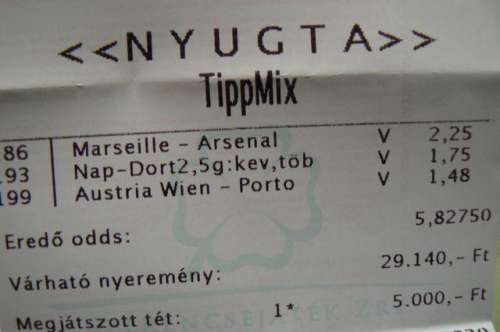 <<NYUGTA>>
TippMix
86 Marseille - Arsenal V 2,25
.93 Nap-Dort2,5g:kev,töb V 1,75
199 Austria Wien - Porto V 1,48
Eredő odds: 5,82750
Várható nyeremény: 29.140,- Ft
Megjátszott tét: 1* 5.000,- Ft